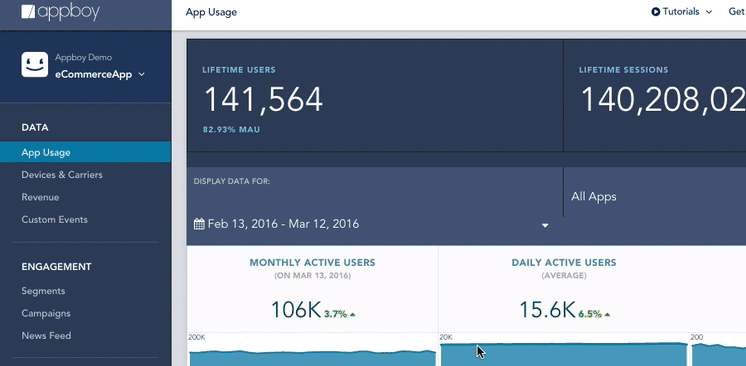 appboy
App Usage
Tutorials
Get
Appboy Demo
eCommerceApp
DATA
App Usage
Devices & Carriers
Revenue
Custom Events
ENGAGEMENT
Segments
Campaigns
News Feed
LIFETIME USERS
141,564
82.93% MAU
LIFETIME SESSIONS
140,208,02
DISPLAY DATA FOR:
Feb 13, 2016 - Mar 12, 2016
All Apps
MONTHLY ACTIVE USERS
(ON MAR 13, 2016)
106K 3.7%
200K
DAILY ACTIVE USERS
(AVERAGE)
15.6K 6.5%
20K
200